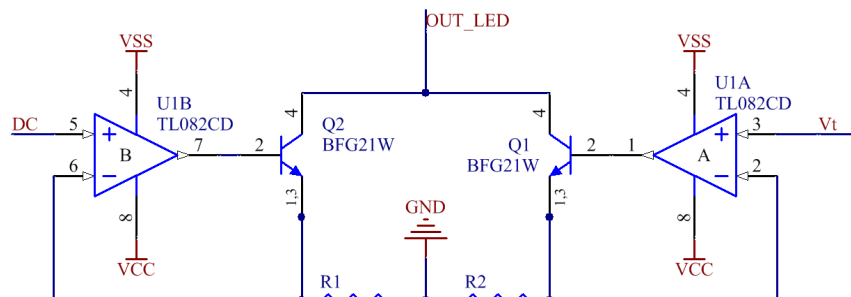 OUT_LED
VSS
VSS
4
U1B
TL082CD
4
U1A
TL082CD
DC
5
B
7
2
4
Q2
BFG21W
4
Q1
BFG21W
2
1
A
3
Vt
6
2
8
1,3
GND
1,3
8
VCC
R1
R2
VCC